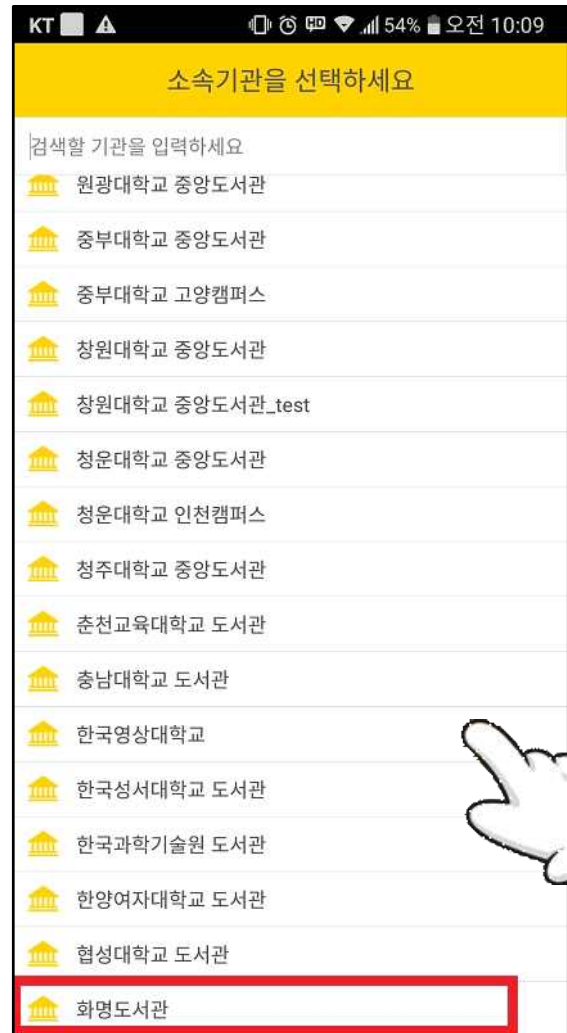 KT 54% 오전 10:09
소속기관을 선택하세요
검색할 기관을 입력하세요
원광대학교 중앙도서관
중부대학교 중앙도서관
중부대학교 고양캠퍼스
창원대학교 중앙도서관
창원대학교 중앙도서관_test
청운대학교 중앙도서관
청운대학교 인천캠퍼스
청주대학교 중앙도서관
춘천교육대학교 도서관
충남대학교 도서관
한국영상대학교
한국성서대학교 도서관
한국과학기술원 도서관
한양여자대학교 도서관
협성대학교 도서관
화명도서관